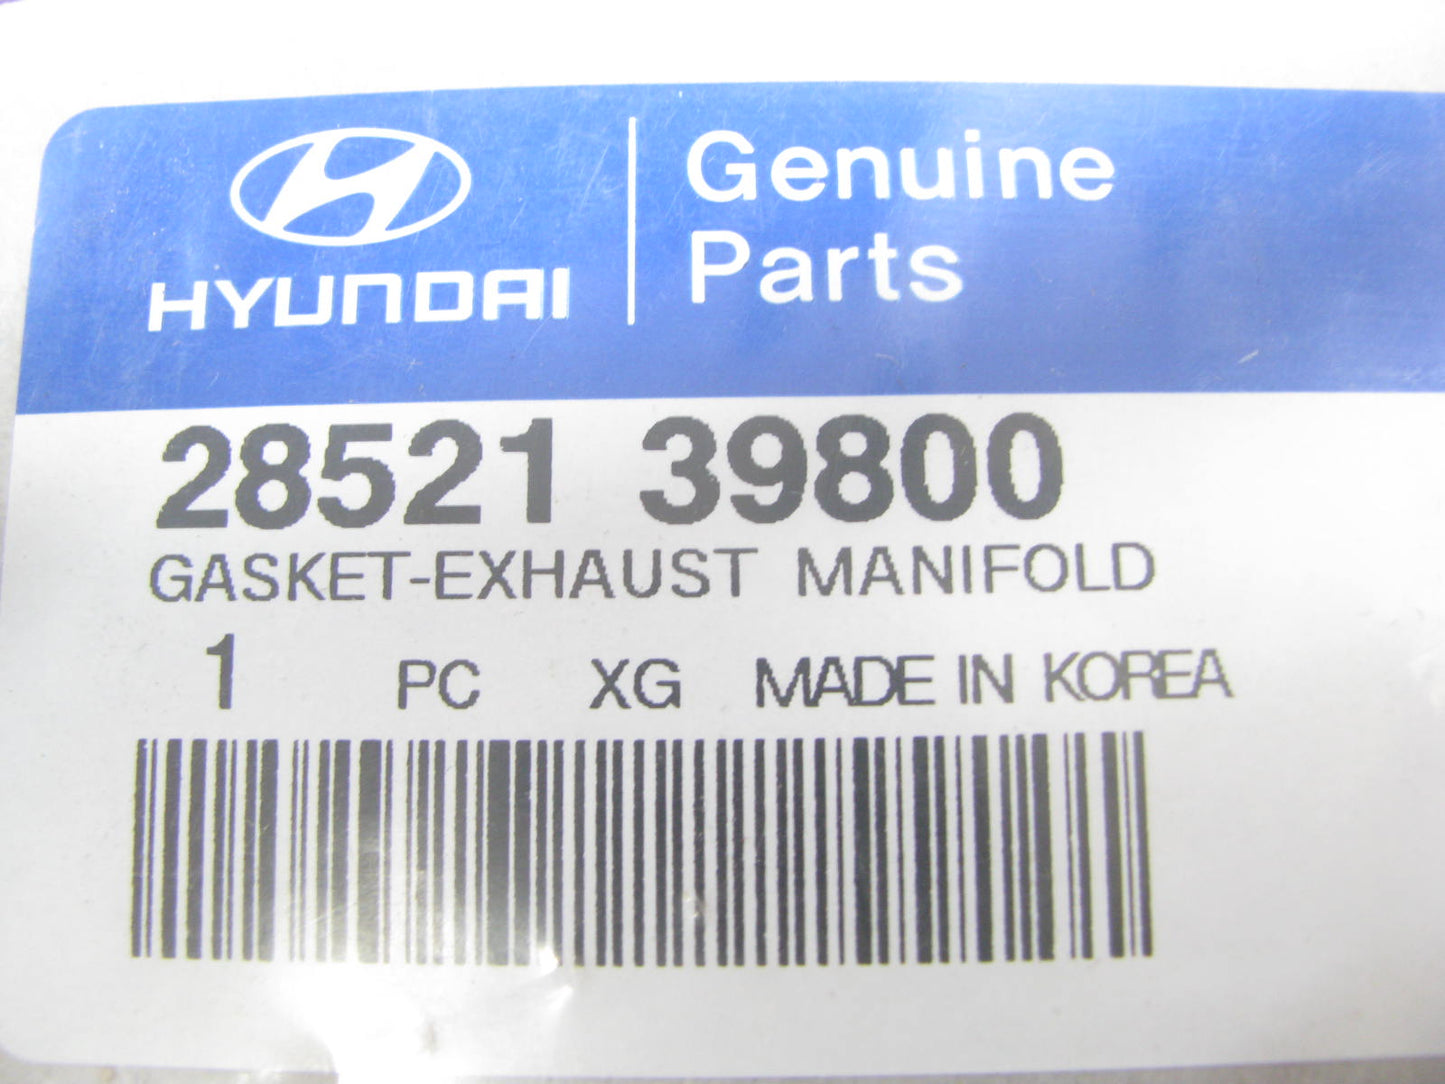 HYUNDAI
Genuine
Parts
28521 39800
GASKET-EXHAUST MANIFOLD
1 PC XG MADE IN KOREA